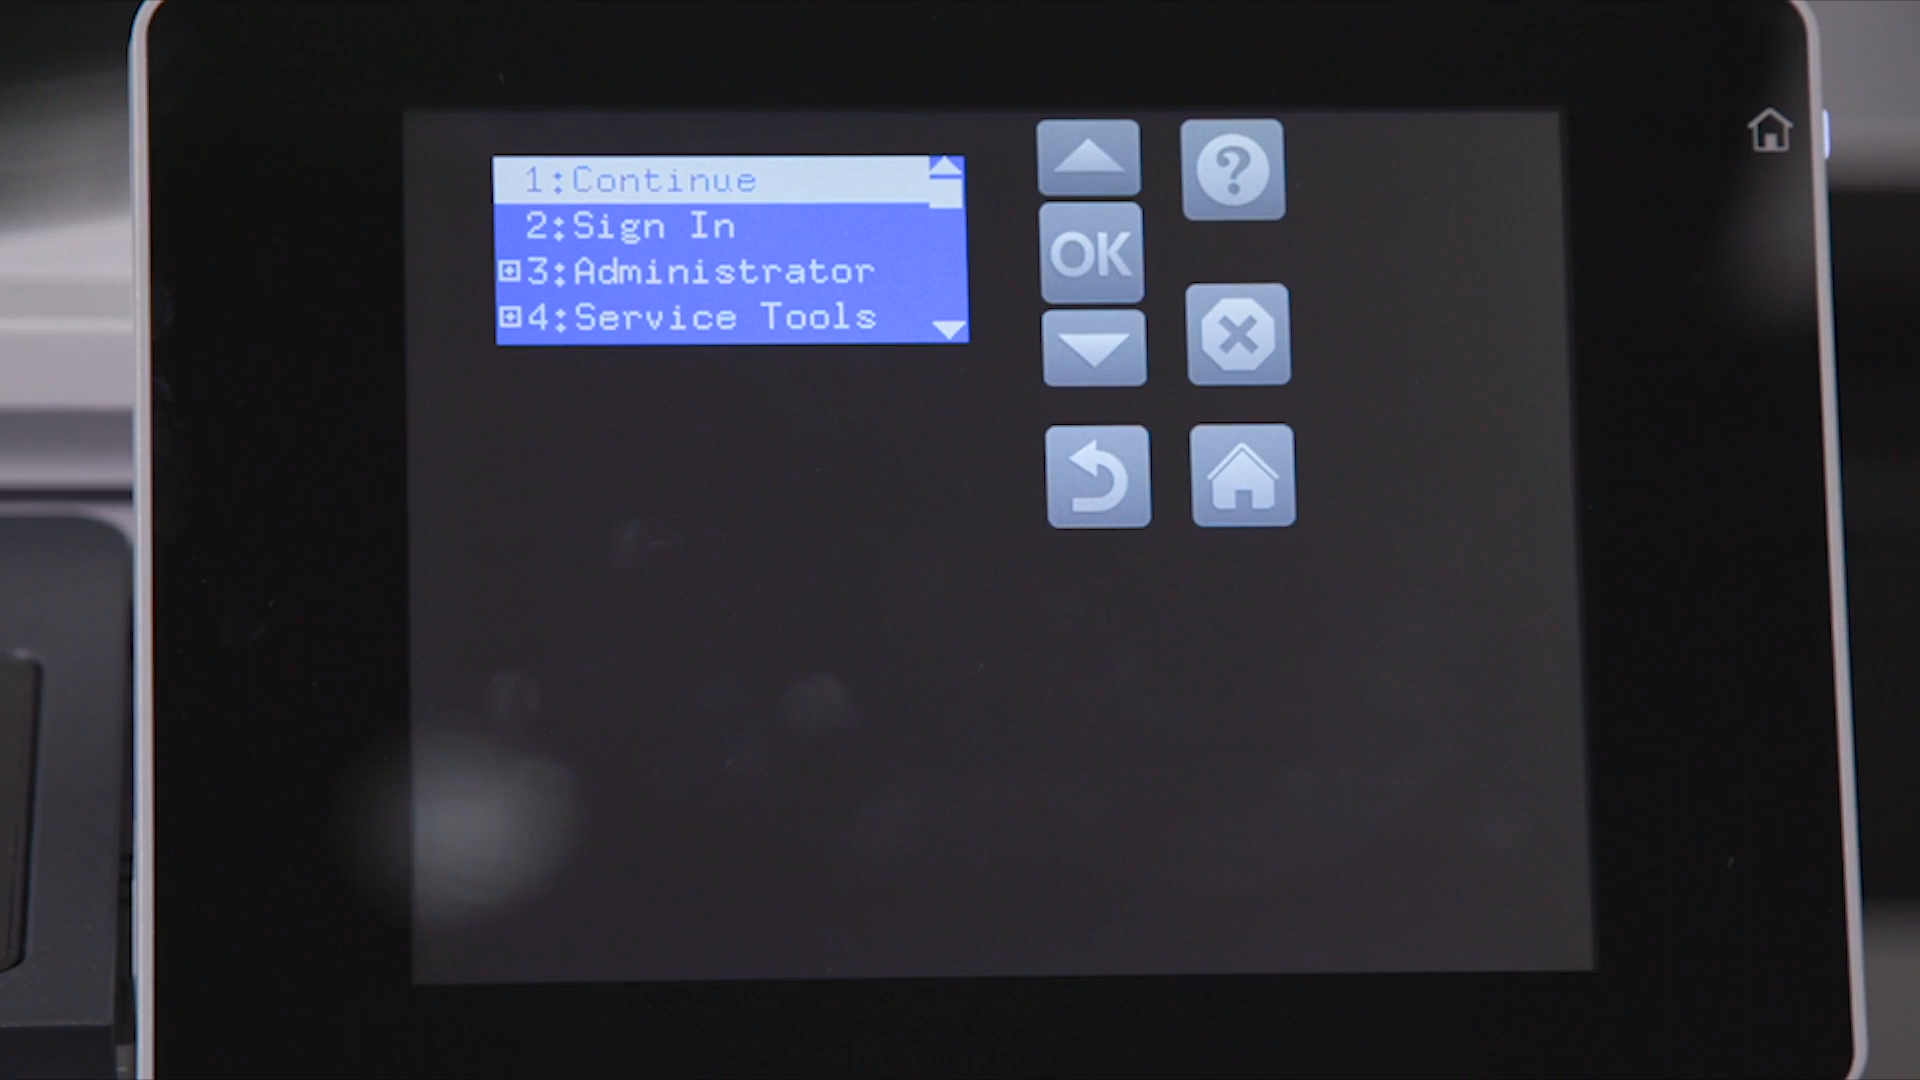 1:Continue
2:Sign In
3:Administrator
4:Service Tools
OK
?